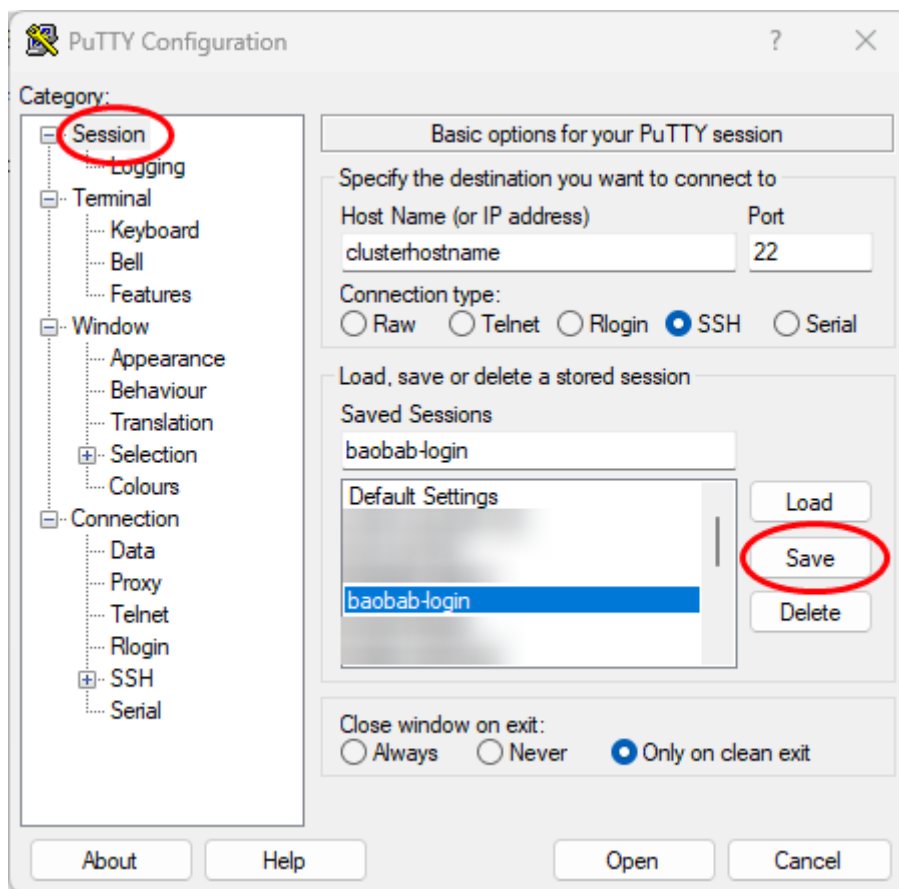 PuTTY Configuration ? ×
Category:
Session
Logging
Terminal
Keyboard
Bell
Features
Window
Appearance
Behaviour
Translation
Selection
Colours
Connection
Data
Proxy
Telnet
Rlogin
SSH
Serial
Basic options for your PuTTY session
Specify the destination you want to connect to
Host Name (or IP address) Port
clusterhostname 22
Connection type:
Raw Telnet Rlogin SSH Serial
Load, save or delete a stored session
Saved Sessions
baobab-login
Default Settings
baobab-login
Load
Save
Delete
Close window on exit:
Always Never Only on clean exit
About Help Open Cancel